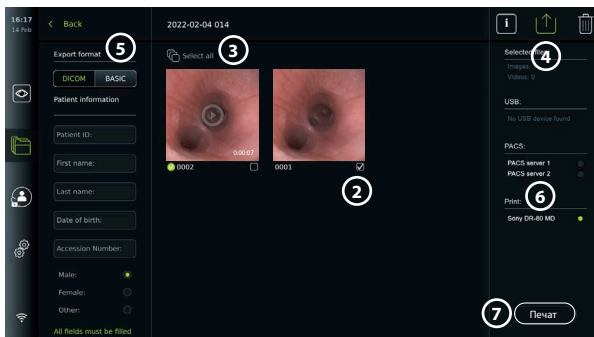 16:17
14 Feb
Back
2022-02-04 014
i
Export format
5
DICOM
BASIC
Patient information
Patient ID:
First name:
Last name:
Date of birth:
Accession Number:
Male:
Female:
Other:
All fields must be filled
Select all
3
0:00:07
0002
0001
2
Selected files
4
Images:
Videos: 0
USB:
No USB device found
PACS:
PACS server 1
PACS server 2
6
Print:
Sony DR-80 MD
7
Печат